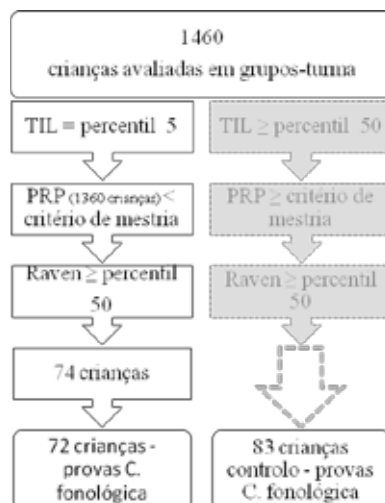 1460
crianças avaliadas em grupos-turma
TIL = percentil 5
TIL ≥ percentil 50
PRP (1360 crianças) <
critério de mestria
PRP ≥ critério de
mestria
Raven ≥ percentil
50
Raven ≥ percentil
50
74 crianças
72 crianças -
provas C.
fonológica
83 crianças
controlo - provas
C. fonológica